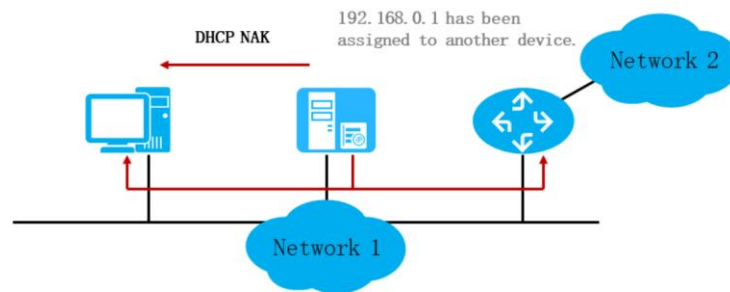 192.168.0.1 has been
assigned to another device.
DHCP NAK
Network 2
Network 1